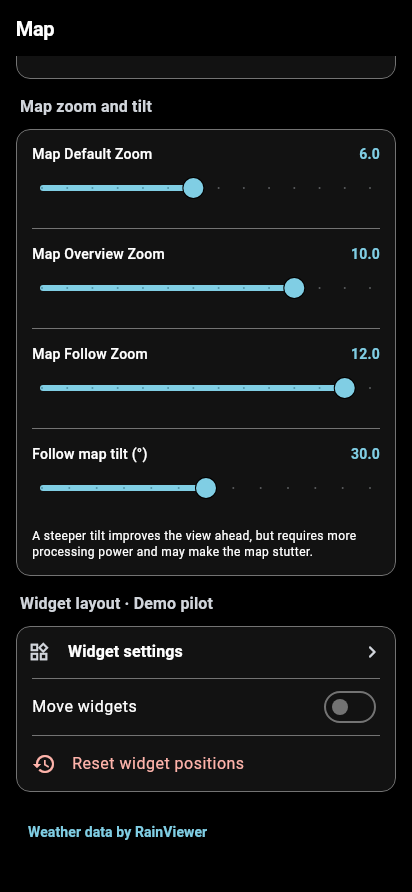 Map
Map zoom and tilt
Map Default Zoom 6.0
Map Overview Zoom 10.0
Map Follow Zoom 12.0
Follow map tilt (°) 30.0
A steeper tilt improves the view ahead, but requires more
processing power and may make the map stutter.
Widget layout · Demo pilot
Widget settings
Move widgets
Reset widget positions
Weather data by RainViewer